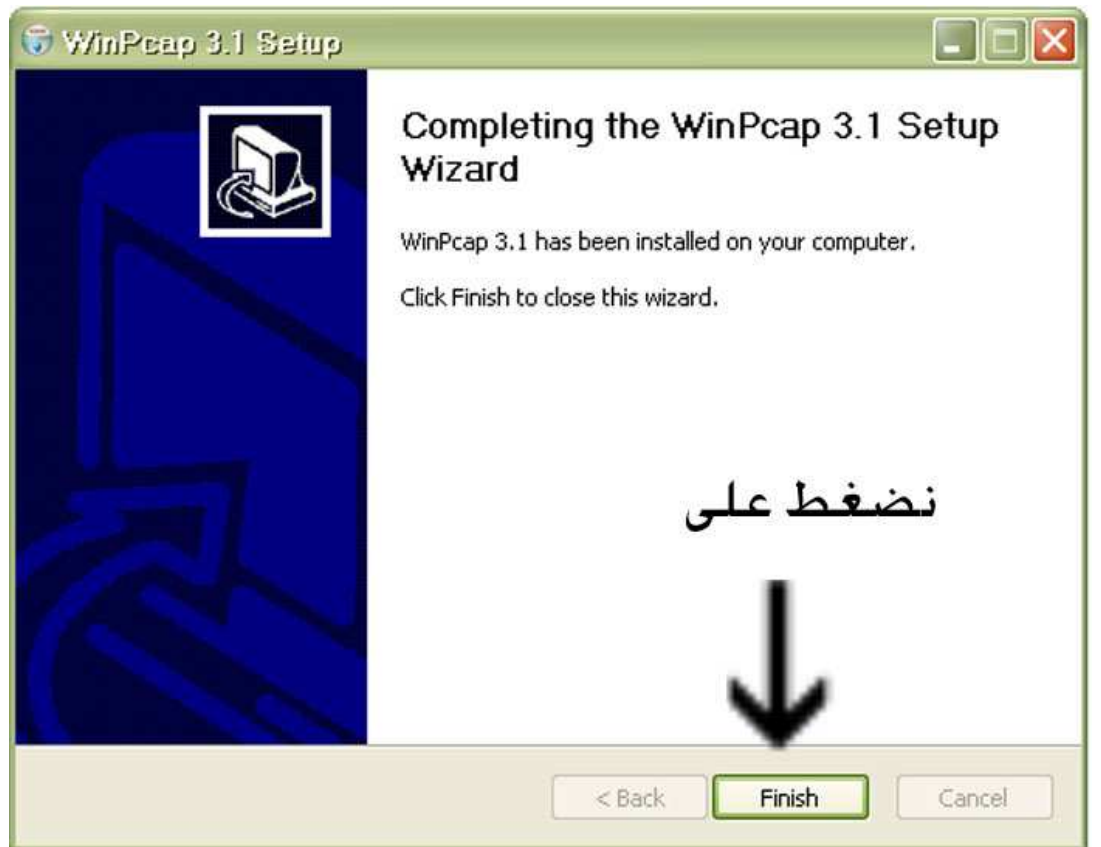 WinPcap 3.1 Setup
Completing the WinPcap 3.1 Setup
Wizard
WinPcap 3.1 has been installed on your computer.
Click Finish to close this wizard.
نضغط على
< Back Finish Cancel